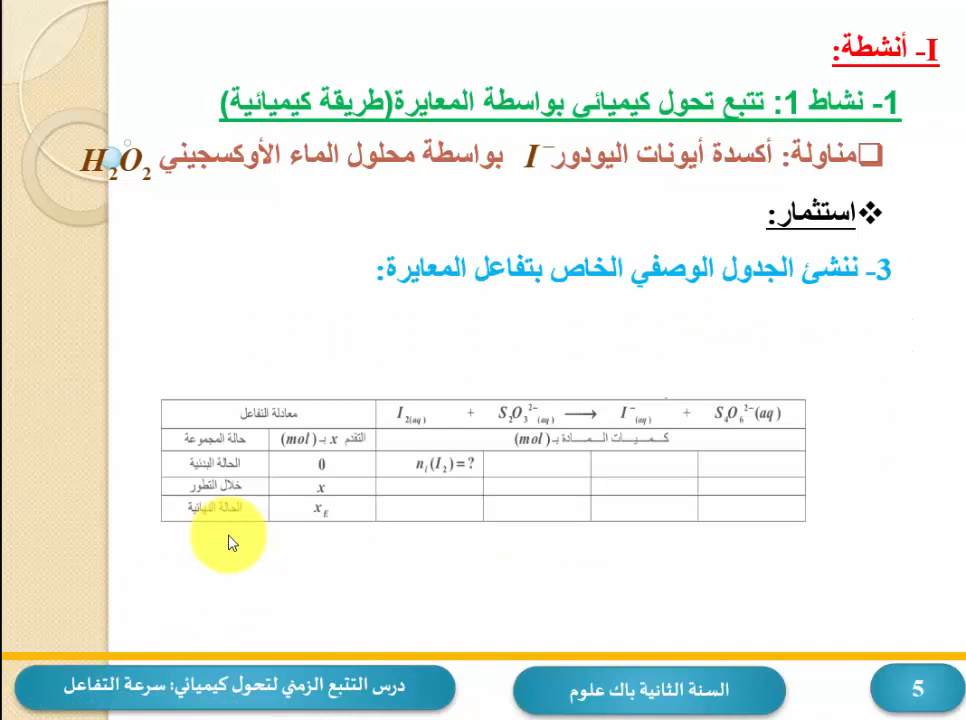 I- أنشطة:
1- نشاط 1: تتبع تحول كيميائي بواسطة المعايرة(طريقة كيميائية)
مناولة: أكسدة أيونات اليودور I⁻ بواسطة محلول الماء الأوكسجيني H₂O₂
استثمار:
3- ننشئ الجدول الوصفي الخاص بتفاعل المعايرة:
معادلة التفاعل I₂(aq) + S₂O₃²⁻(aq) ⟶ I⁻(aq) + S₄O₆²⁻(aq)
حالة المجموعة التقدم x بـ (mol) كـمـيـات الـمـادة بـ (mol)
الحالة البدئية 0 nᵢ(I₂)=?
خلال التطور x
الحالة النهائية x_E
درس التتبع الزمني لتحول كيميائي: سرعة التفاعل
السنة الثانية باك علوم
5